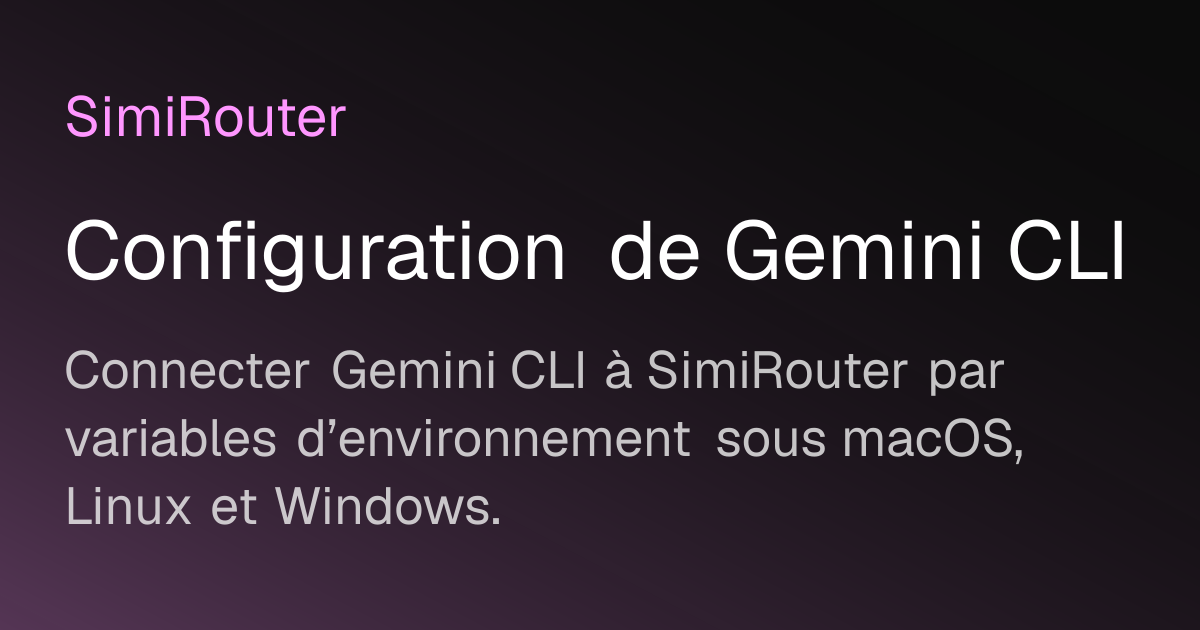 SimiRouter
Configuration de Gemini CLI
Connecter Gemini CLI à SimiRouter par
variables d’environnement sous macOS,
Linux et Windows.